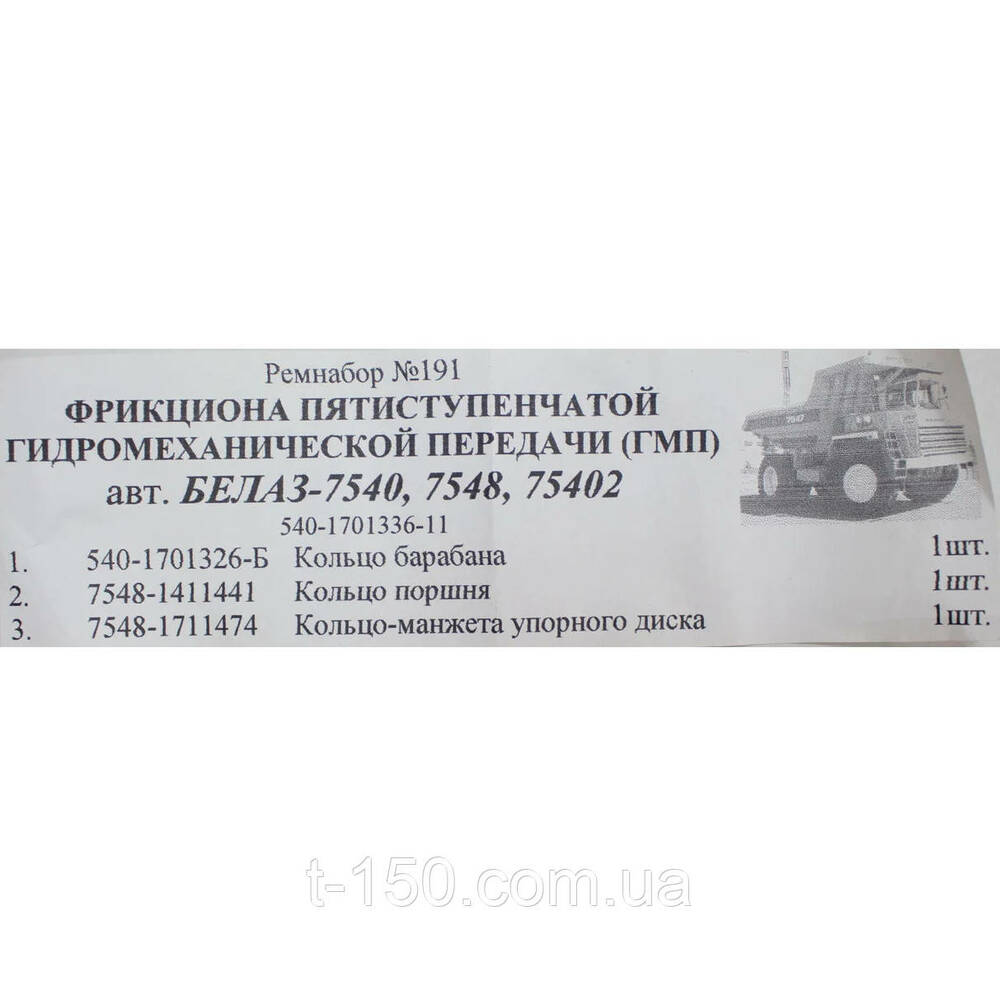 Ремнабор №191
ФРИКЦИОНА ПЯТИСТУПЕНЧАТОЙ
ГИДРОМЕХАНИЧЕСКОЙ ПЕРЕДАЧИ (ГМП)
авт. БЕЛАЗ-7540, 7548, 75402
540-1701336-11
1. 540-1701326-Б Кольцо барабана 1шт.
2. 7548-1411441 Кольцо поршня 1шт.
3. 7548-1711474 Кольцо-манжета упорного диска 1шт.
7547
t-150.com.ua